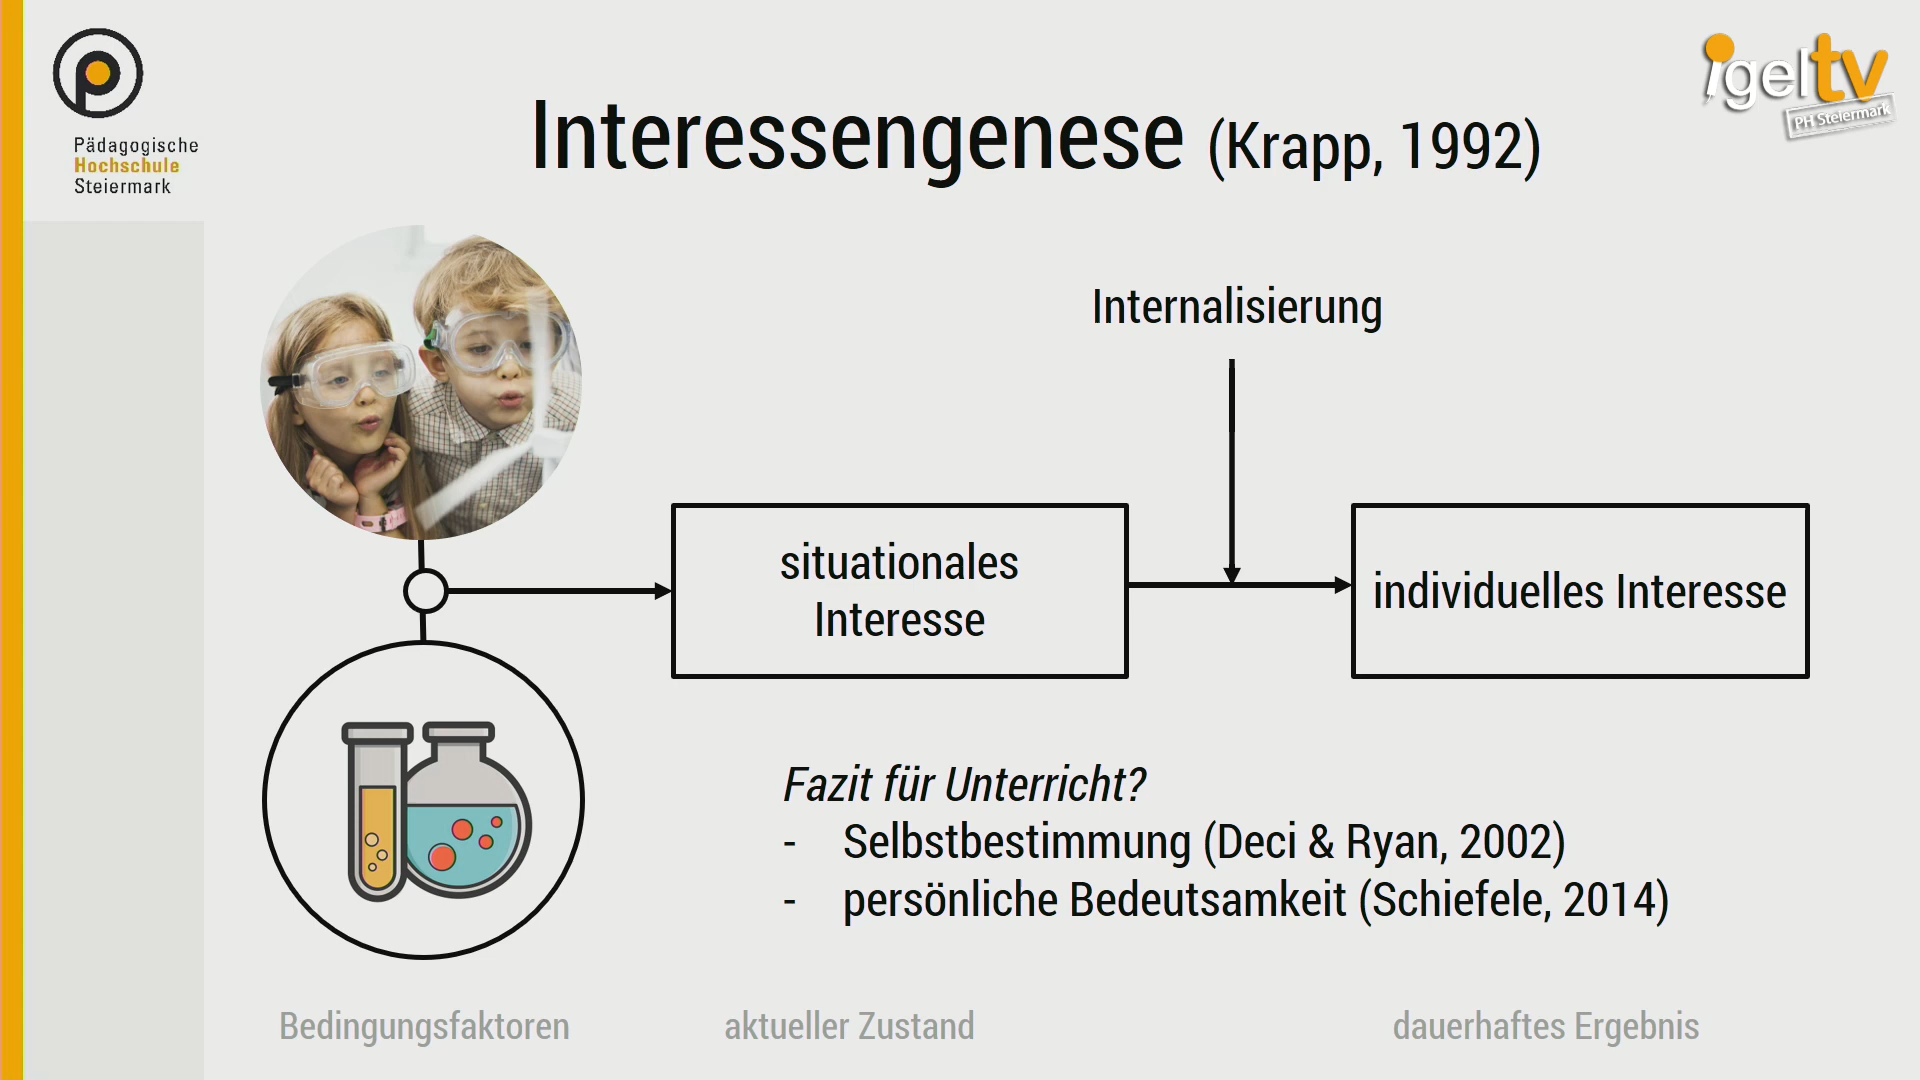 Pädagogische
Hochschule
Steiermark
igeltv
PH Steiermark
Interessengenese (Krapp, 1992)
Internalisierung
situationales
Interesse
individuelles Interesse
Fazit für Unterricht?
- Selbstbestimmung (Deci & Ryan, 2002)
- persönliche Bedeutsamkeit (Schiefele, 2014)
Bedingungsfaktoren
aktueller Zustand
dauerhaftes Ergebnis